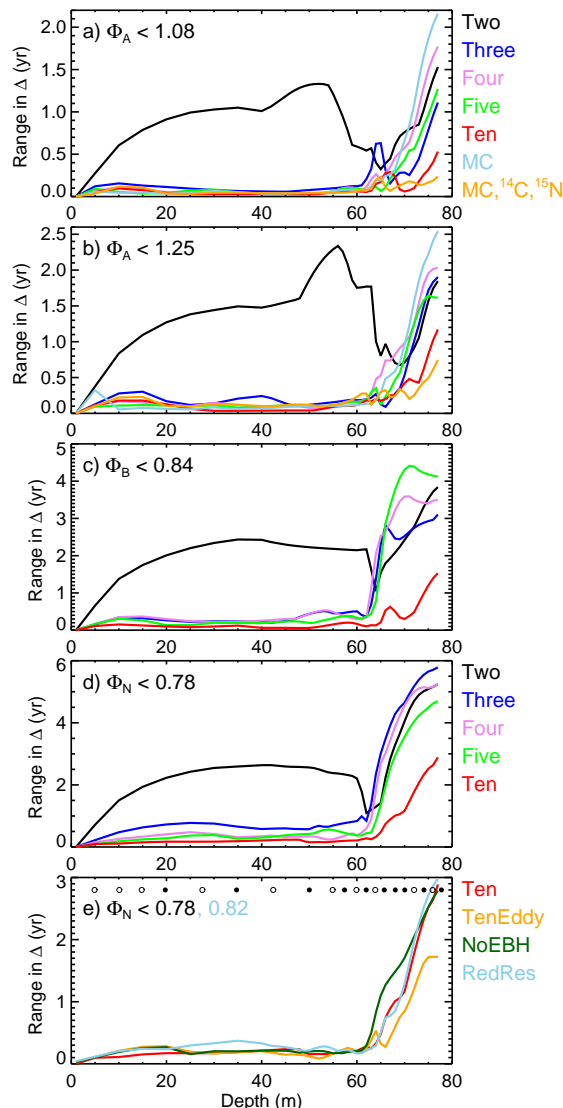 a) Φ_A < 1.08
Range in Δ (yr)
2.0
1.5
1.0
0.5
0.0
0 20 40 60 80
Two
Three
Four
Five
Ten
MC
MC,¹⁴C,¹⁵N
b) Φ_A < 1.25
Range in Δ (yr)
2.5
2.0
1.5
1.0
0.5
0.0
0 20 40 60 80
c) Φ_B < 0.84
Range in Δ (yr)
5
4
3
2
1
0
0 20 40 60 80
d) Φ_N < 0.78
Range in Δ (yr)
6
4
2
0
0 20 40 60 80
Two
Three
Four
Five
Ten
e) Φ_N < 0.78, 0.82
Range in Δ (yr)
3
2
1
0
0 20 40 60 80
Depth (m)
Ten
TenEddy
NoEBH
RedRes